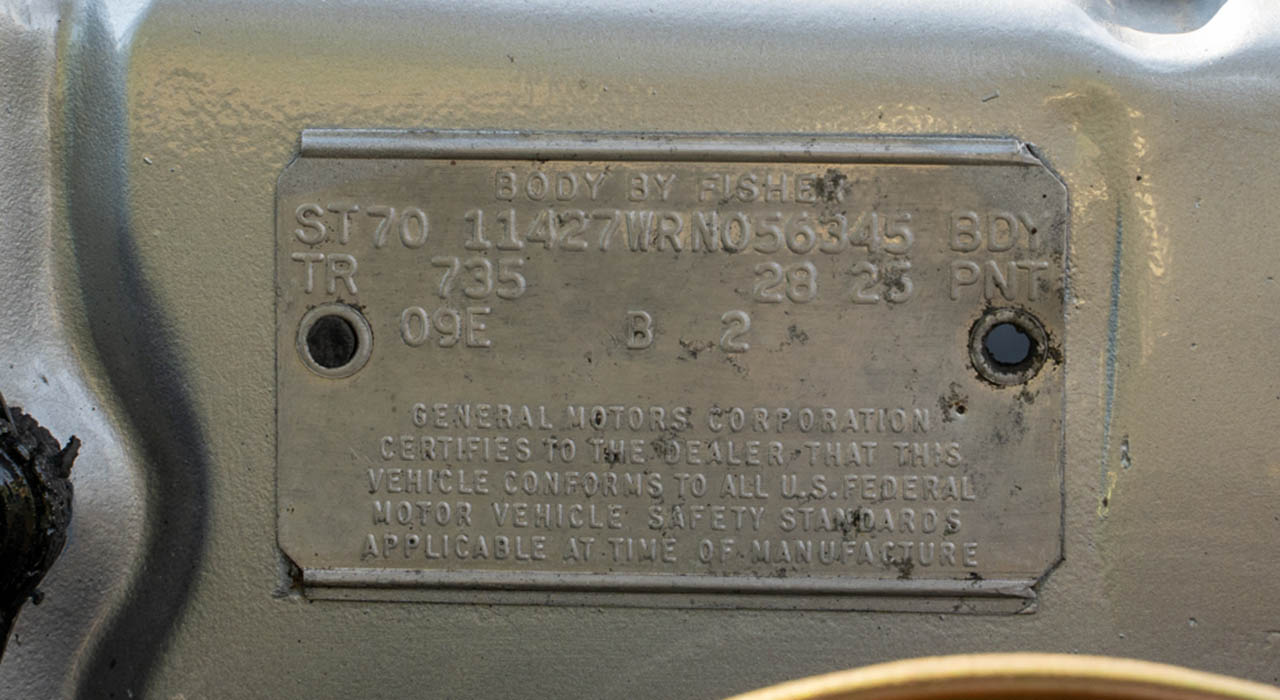 BODY BY FISHER
ST70 11427WRN056345 BDY
TR 735 28 25 PNT
09E B 2
GENERAL MOTORS CORPORATION
CERTIFIES TO THE DEALER THAT THIS
VEHICLE CONFORMS TO ALL U.S. FEDERAL
MOTOR VEHICLE SAFETY STANDARDS
APPLICABLE AT TIME OF MANUFACTURE